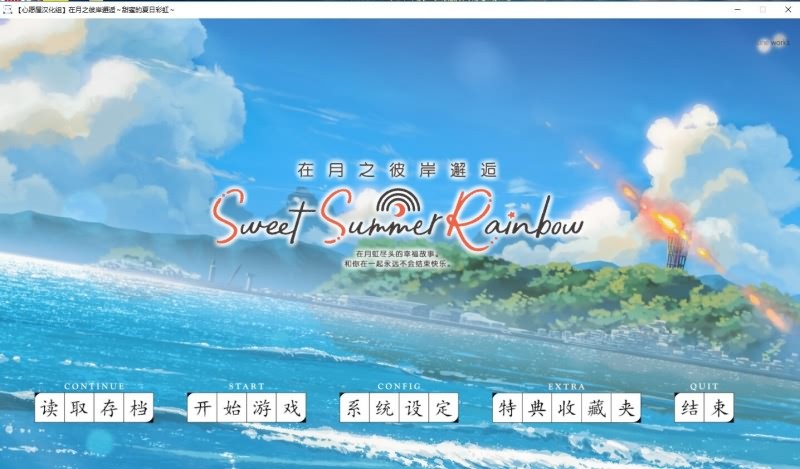 【心愿屋汉化组】在月之彼岸邂逅~甜蜜的夏日彩虹~
在月之彼岸邂逅
Sweet Summer Rainbow
在月虹尽头的幸福故事。
和你在一起永远不会结束快乐。
CONTINUE
读取存档
START
开始游戏
CONFIG
系统设定
EXTRA
特典收藏夹
QUIT
结束